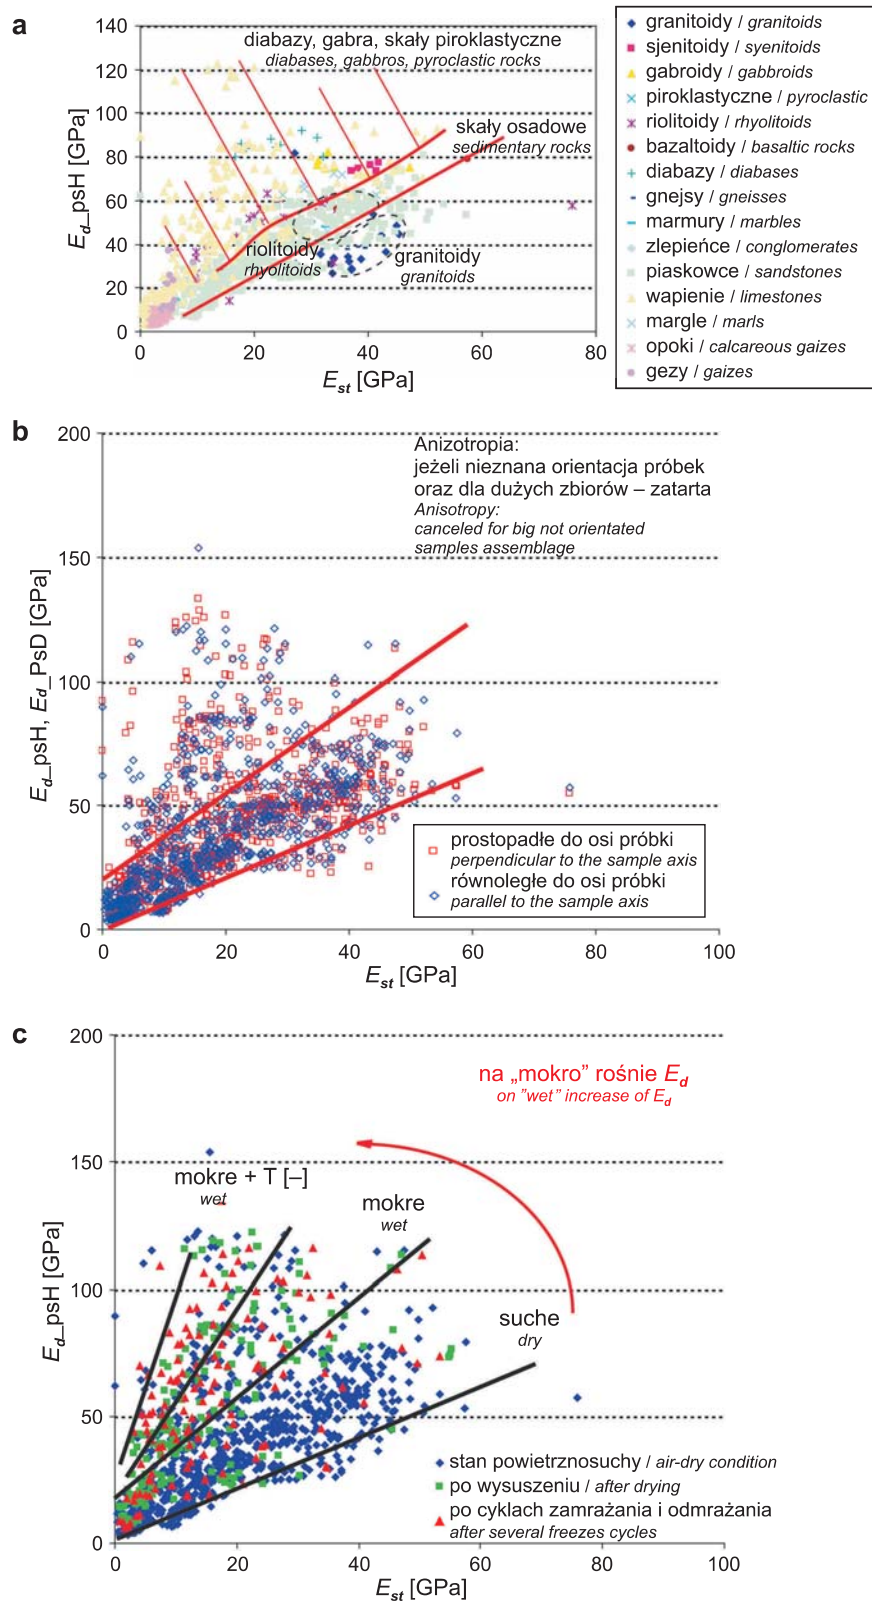 a
140
120
100
80
60
40
20
0
E_d_psH [GPa]
diabazy, gabra, skały piroklastyczne
diabases, gabbros, pyroclastic rocks
skały osadowe
sedimentary rocks
riolitoidy
rhyolitoids
granitoidy
granitoids
0 20 40 60 80
E_st [GPa]
granitoidy / granitoids
sjenitoidy / syenitoids
gabroidy / gabbroids
piroklastyczne / pyroclastic
riolitoidy / rhyolitoids
bazaltoidy / basaltic rocks
diabazy / diabases
gnejsy / gneisses
marmury / marbles
zlepieńce / conglomerates
piaskowce / sandstones
wapienie / limestones
margle / marls
opoki / calcareous gaizes
gezy / gaizes
b
200
150
100
50
0
E_d_psH, E_d_PsD [GPa]
Anizotropia:
jeżeli nieznana orientacja próbek
oraz dla dużych zbiorów – zatarta
Anisotropy:
canceled for big not orientated
samples assemblage
prostopadłe do osi próbki
perpendicular to the sample axis
równoległe do osi próbki
parallel to the sample axis
0 20 40 60 80 100
E_st [GPa]
c
200
150
100
50
0
E_d_psH [GPa]
na „mokro” rośnie E_d
on ”wet” increase of E_d
mokre + T [–]
wet
mokre
wet
suche
dry
stan powietrznosuchy / air-dry condition
po wysuszeniu / after drying
po cyklach zamrażania i odmrażania
after several freezes cycles
0 20 40 60 80 100
E_st [GPa]